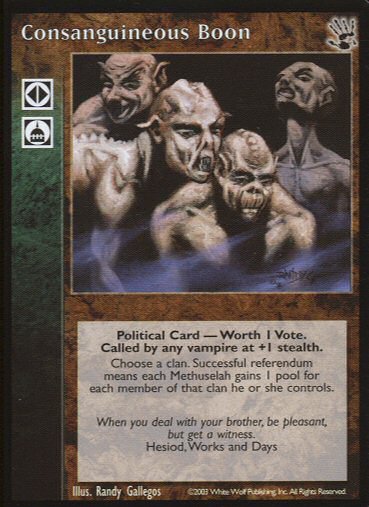 Consanguineous Boon
Political Card — Worth 1 Vote.
Called by any vampire at +1 stealth.
Choose a clan. Successful referendum
means each Methuselah gains 1 pool for
each member of that clan he or she controls.
When you deal with your brother, be pleasant,
but get a witness.
Hesiod, Works and Days
Illus. Randy Gallegos
©2003 White Wolf Publishing, Inc. All Rights Reserved.